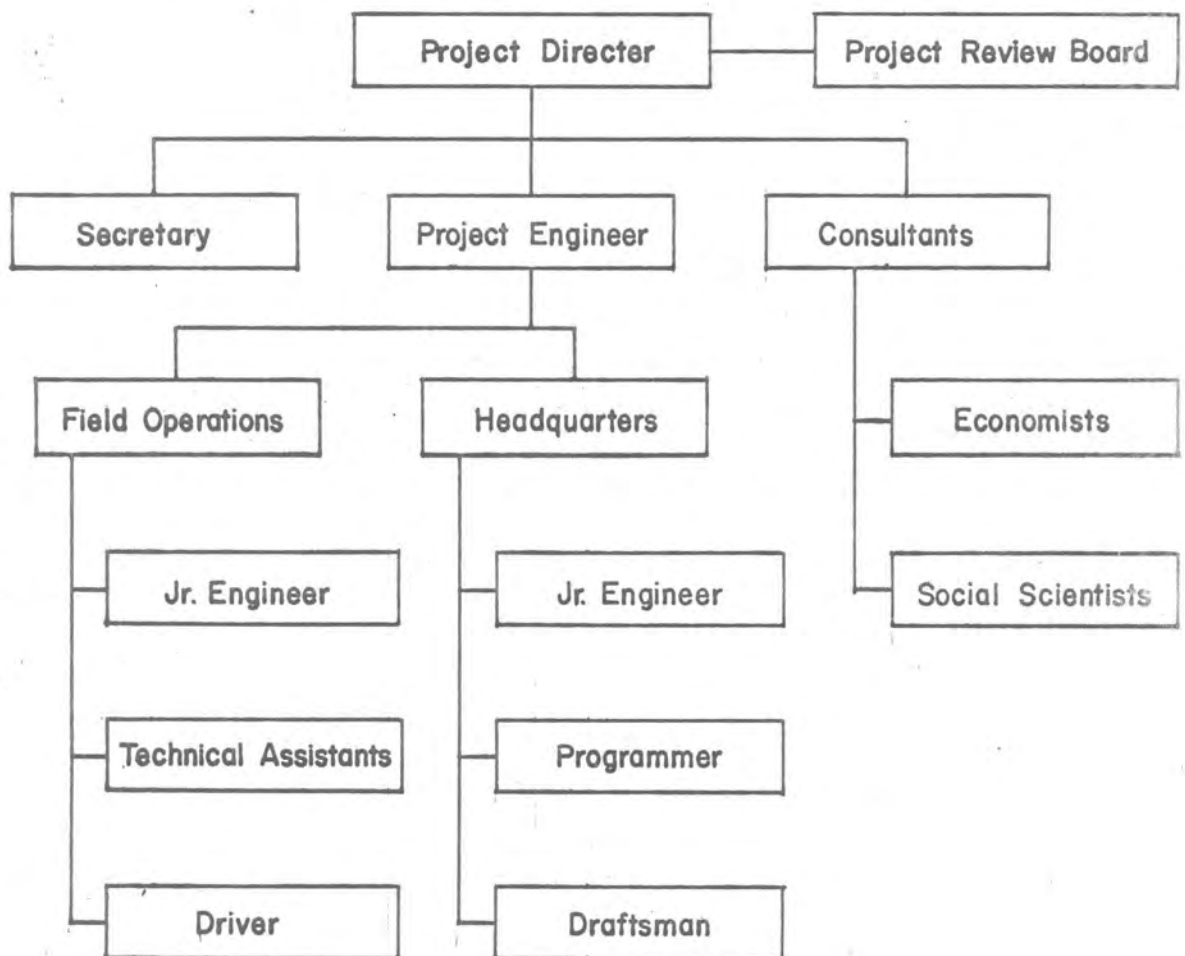 Project Directer
Project Review Board
Secretary
Project Engineer
Consultants
Field Operations
Headquarters
Economists
Jr. Engineer
Jr. Engineer
Social Scientists
Technical Assistants
Programmer
Driver
Draftsman